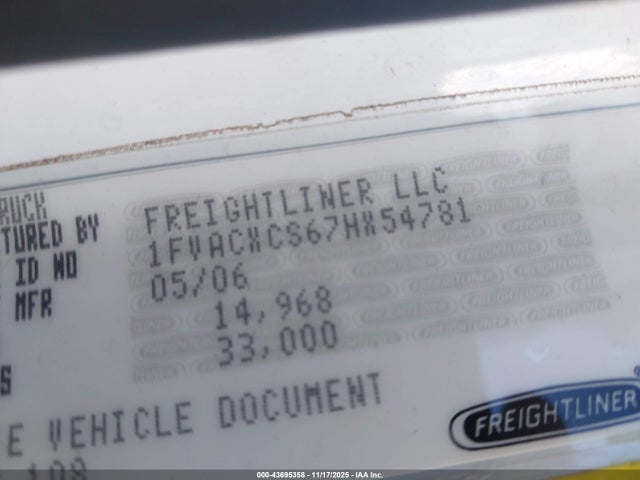 RUCK
TURED BY FREIGHTLINER LLC
ID NO 1FVACXCS67HX54781
MFR 05/06
14,968
33,000
S
E VEHICLE DOCUMENT
108
FREIGHTLINER
000-43695358 - 11/17/2025 - IAA Inc.